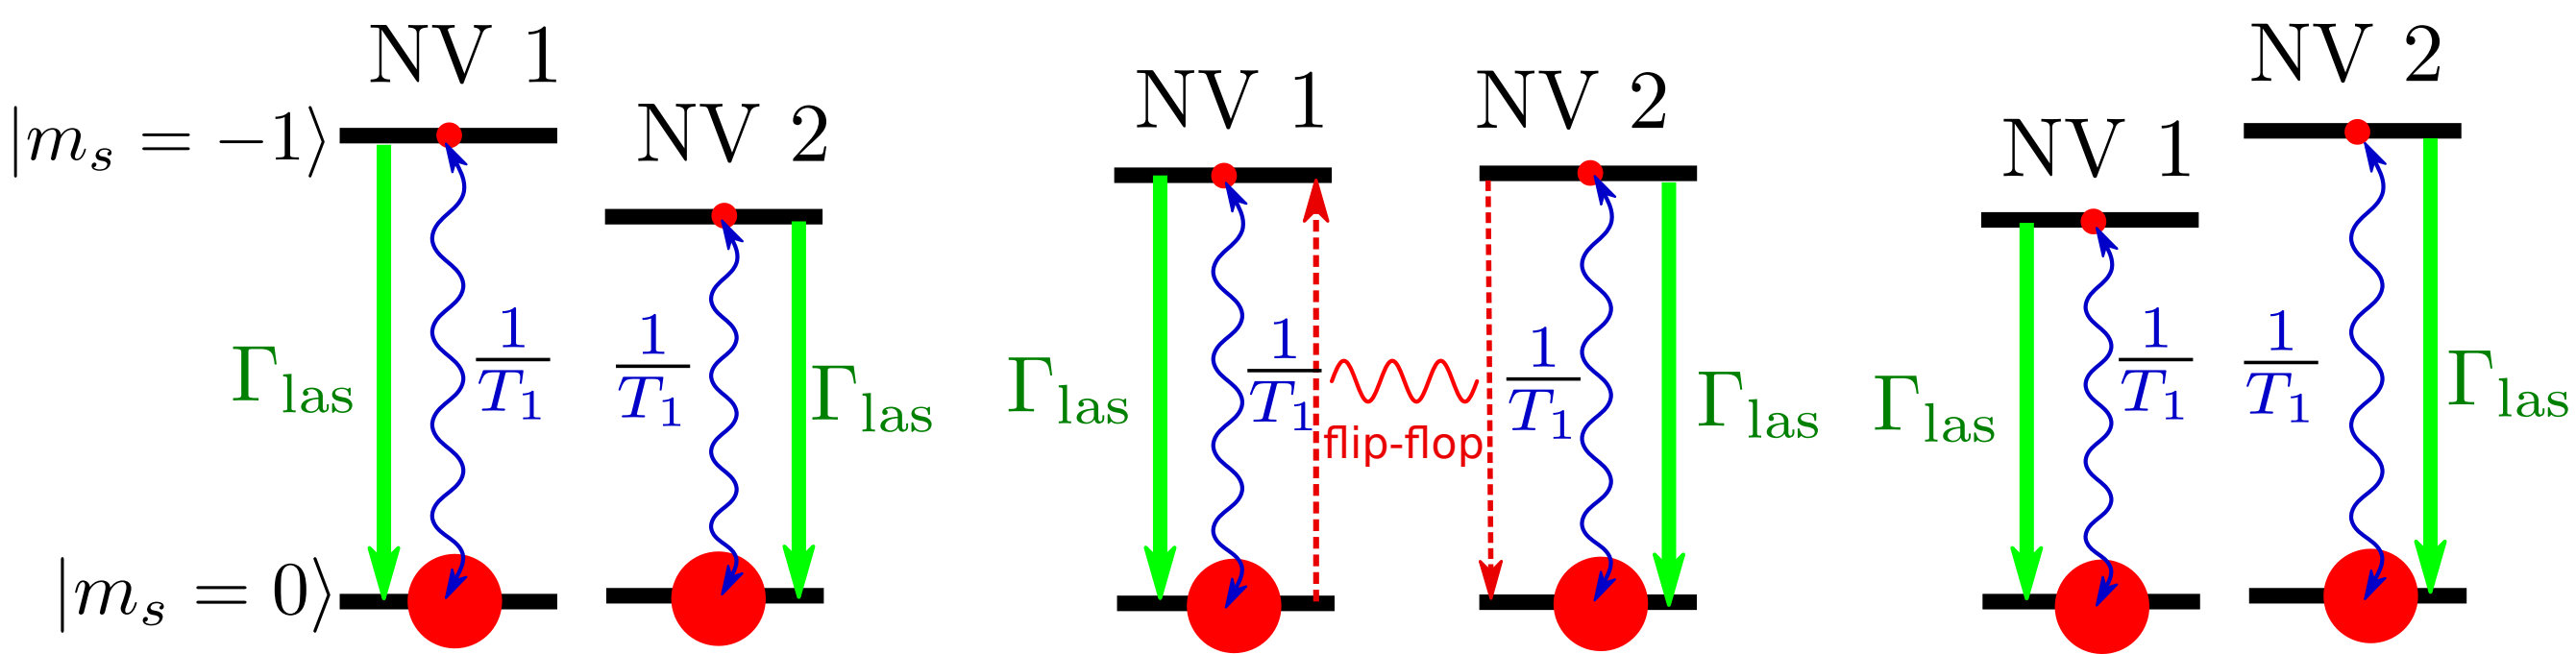 NV 1
NV 2
|m_s = −1⟩
|m_s = 0⟩
Γ_las
1/T_1
1/T_1
Γ_las
NV 1
NV 2
Γ_las
1/T_1
flip-flop
1/T_1
Γ_las
NV 1
NV 2
Γ_las
1/T_1
1/T_1
Γ_las